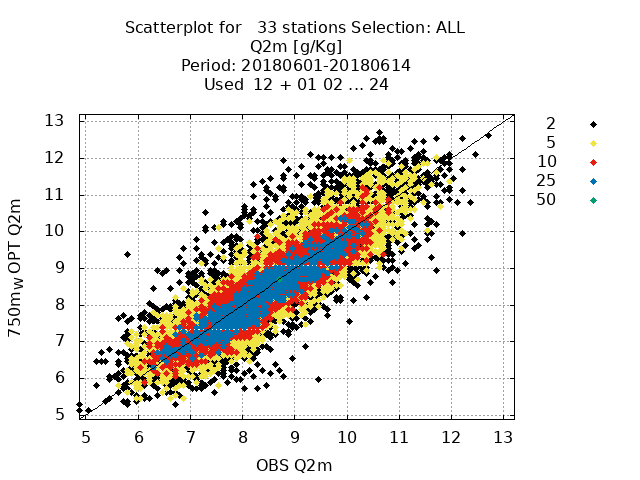 Scatterplot for   33 stations Selection: ALL
Q2m [g/Kg]
Period: 20180601-20180614
Used  12 + 01 02 ... 24
2
5
10
25
50
13
12
11
10
9
8
7
6
5
750mW OPT Q2m
5 6 7 8 9 10 11 12 13
OBS Q2m